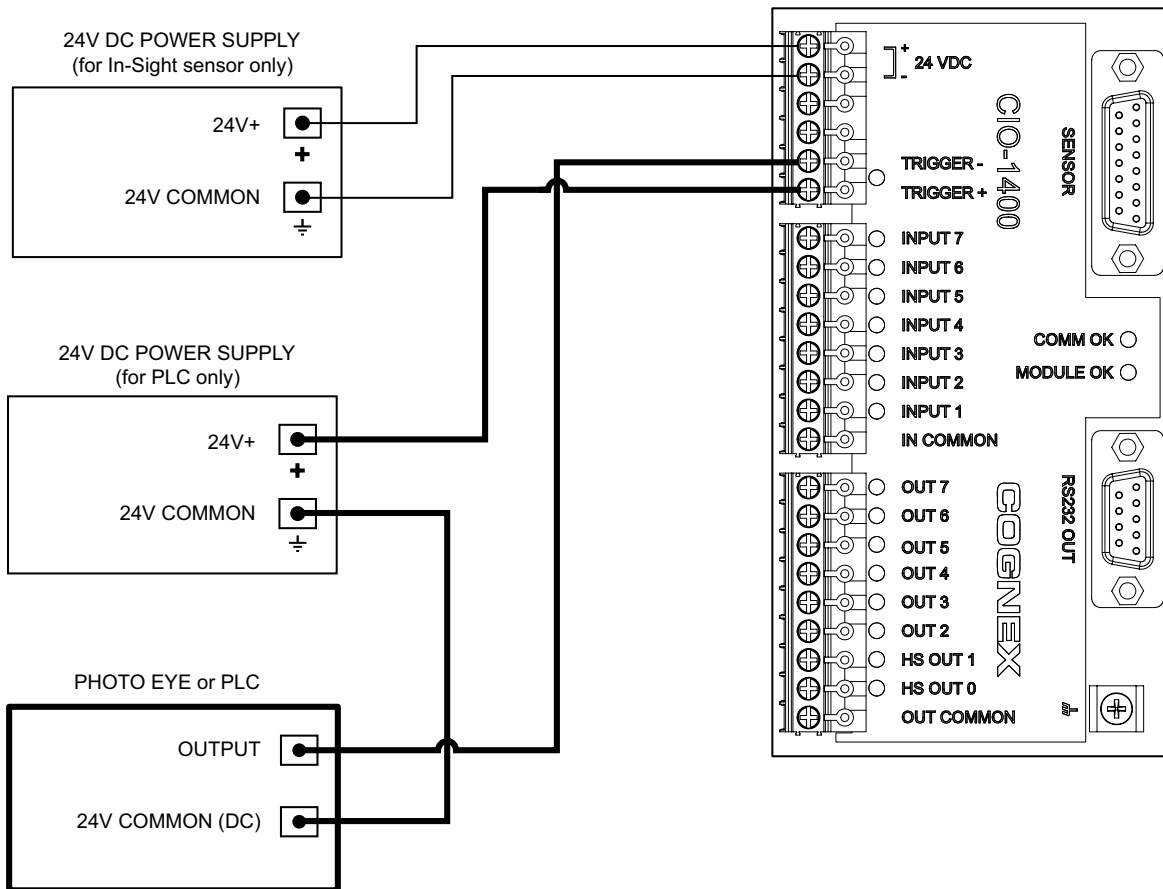 24V DC POWER SUPPLY
(for In-Sight sensor only)
24V+
+
24V COMMON
24V DC POWER SUPPLY
(for PLC only)
24V+
+
24V COMMON
PHOTO EYE or PLC
OUTPUT
24V COMMON (DC)
+
24 VDC
-
TRIGGER -
TRIGGER +
INPUT 7
INPUT 6
INPUT 5
INPUT 4
INPUT 3
INPUT 2
INPUT 1
IN COMMON
OUT 7
OUT 6
OUT 5
OUT 4
OUT 3
OUT 2
HS OUT 1
HS OUT 0
OUT COMMON
CIO-1400
COGNEX
SENSOR
COMM OK
MODULE OK
RS232 OUT